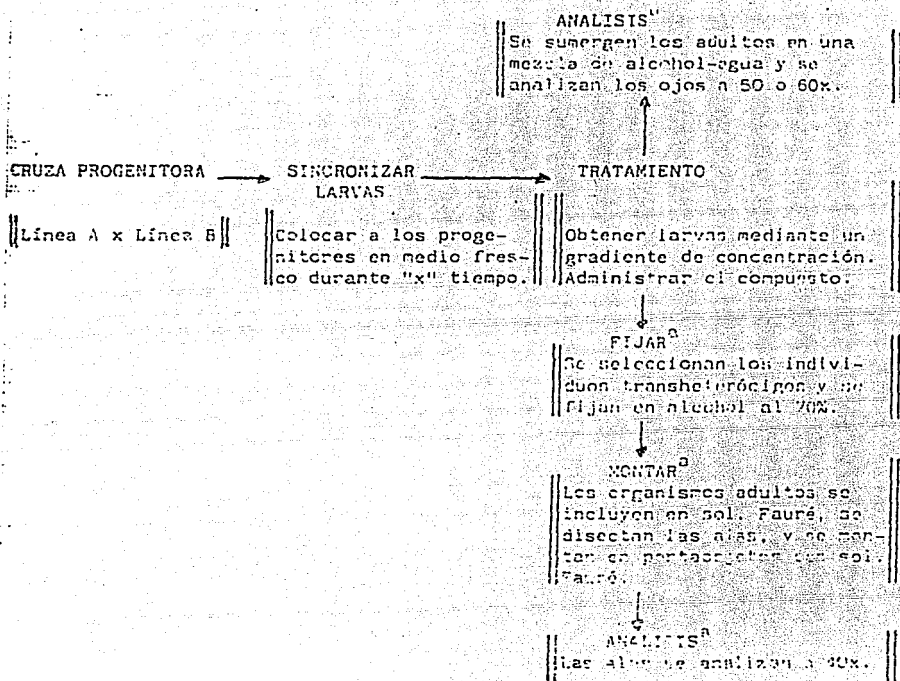 ANALISIS
Se sumergen los adultos en una
mezcla de alcohol-agua y se
analizan los ojos a 50 o 60x.
CRUZA PROGENITORA
SINCRONIZAR
LARVAS
TRATAMIENTO
Línea A x Línea B
Colocar a los proge-
nitores en medio fres-
co durante "x" tiempo.
Obtener larvas mediante un
gradiente de concentración.
Administrar el compuesto.
FIJARª
Se seleccionan los indivi-
duos transheterócigos y se
fijan en alcohol al 70%.
MONTARª
Los organismos adultos se
incluyen en sol. Fauré, se
disectan las alas, y se mon-
tan en portaobjetos con sol.
Fauré.
ANALISISª
Las alas se analizan a 40x.